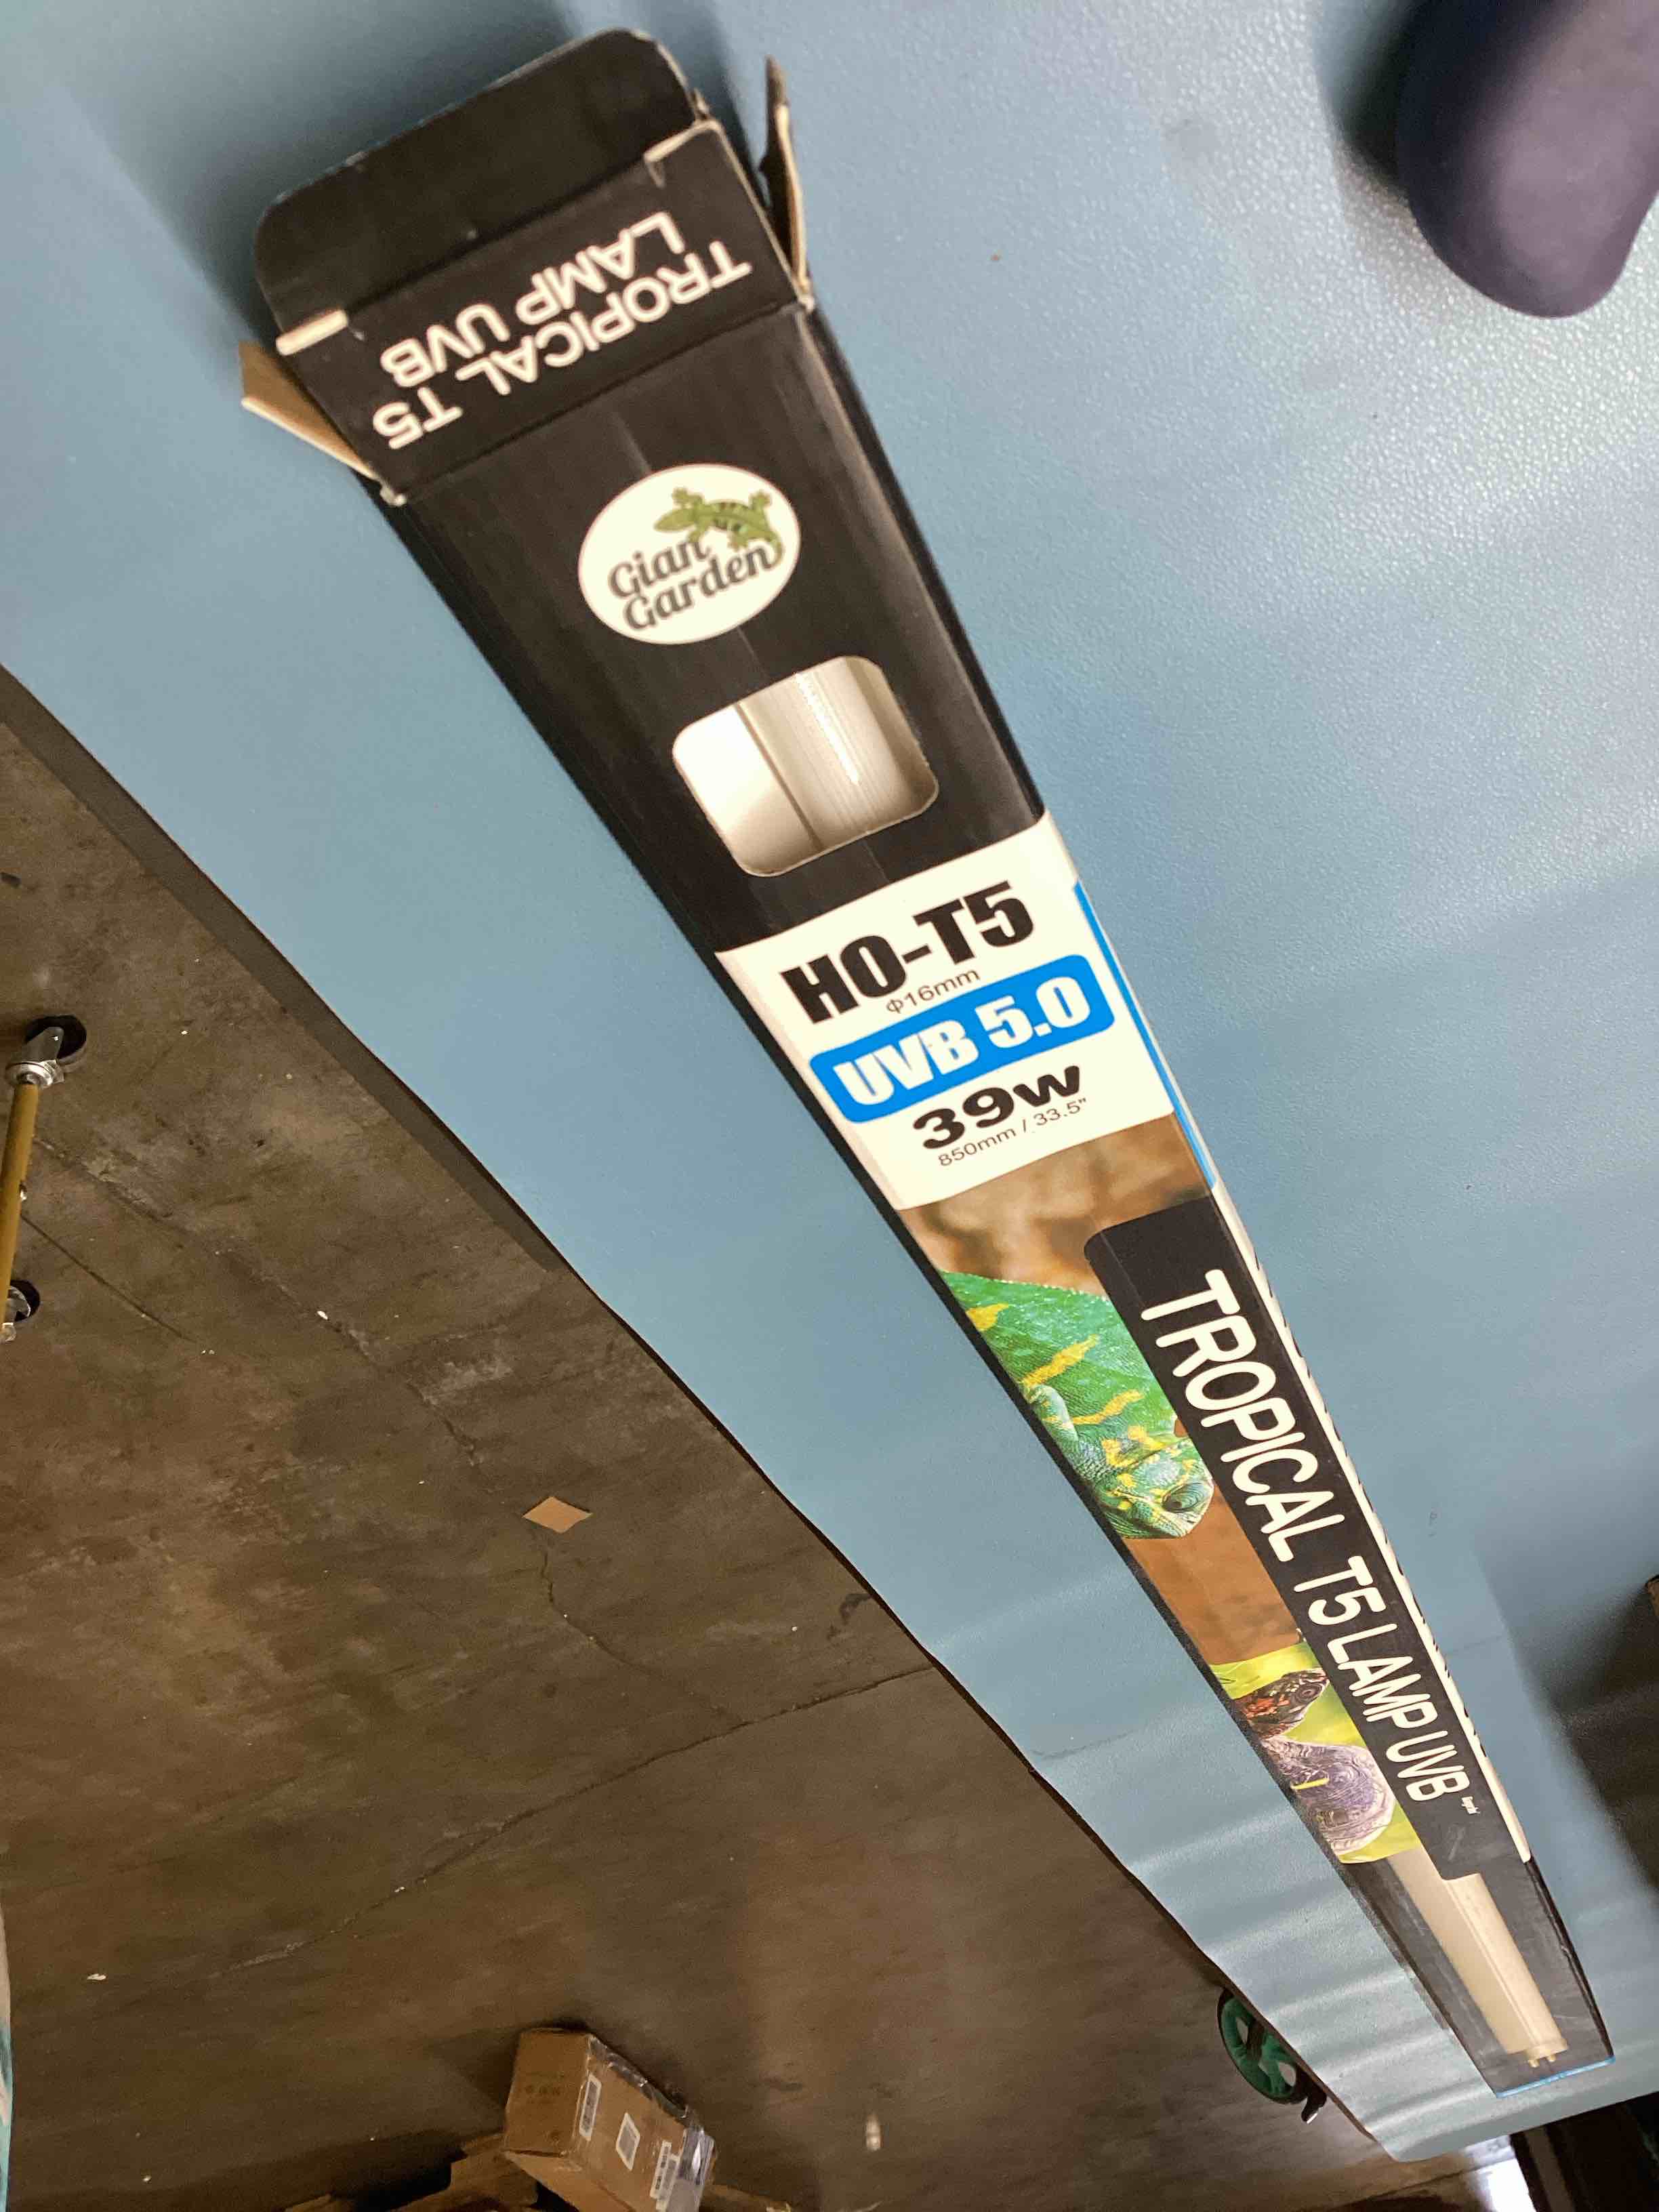 TROPICAL T5
LAMP UVB
Gian
Garden
HO-T5
φ16mm
UVB 5.0
39w
850mm / 33.5"
TROPICAL T5 LAMP UVB